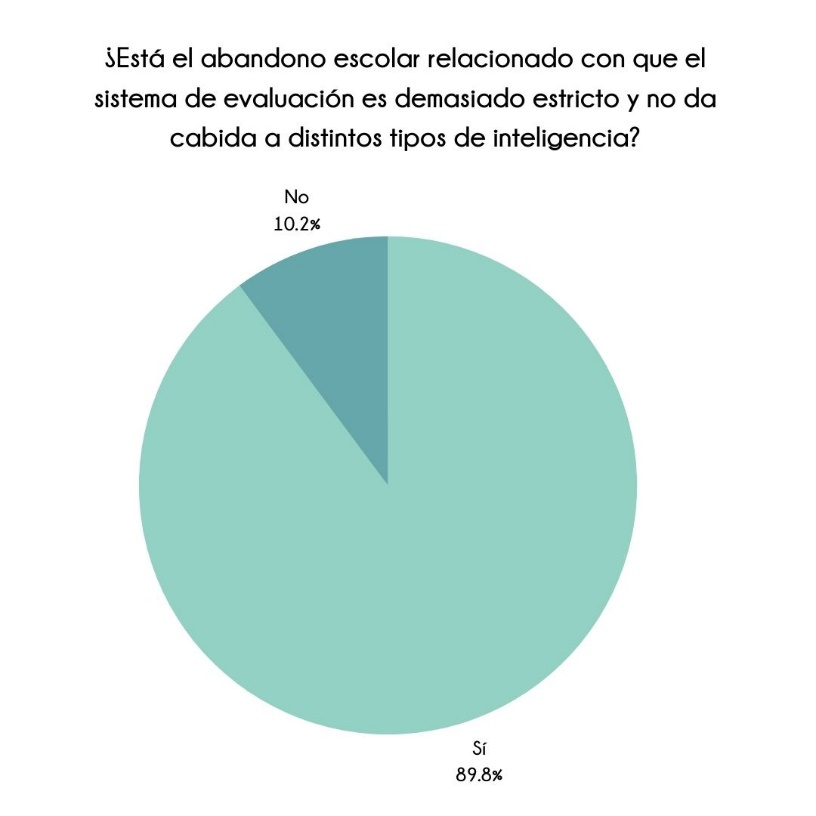 ¿Está el abandono escolar relacionado con que el
sistema de evaluación es demasiado estricto y no da
cabida a distintos tipos de inteligencia?
No
10.2%
Sí
89.8%